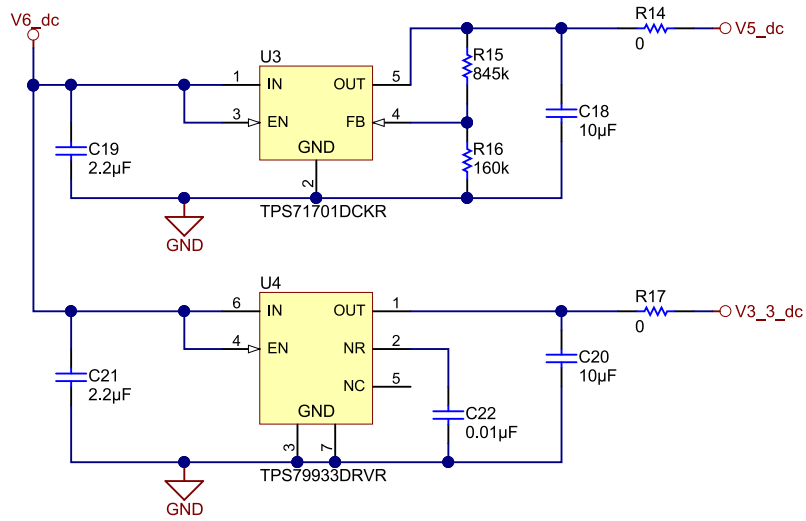 V6_dc
U3
1
IN
OUT
5
3
EN
FB
4
GND
2
TPS71701DCKR
C19
2.2µF
GND
R15
845k
R16
160k
C18
10µF
R14
0
V5_dc
U4
6
IN
OUT
1
4
EN
NR
2
NC
5
GND
3
7
TPS79933DRVR
C21
2.2µF
GND
C22
0.01µF
C20
10µF
R17
0
V3_3_dc